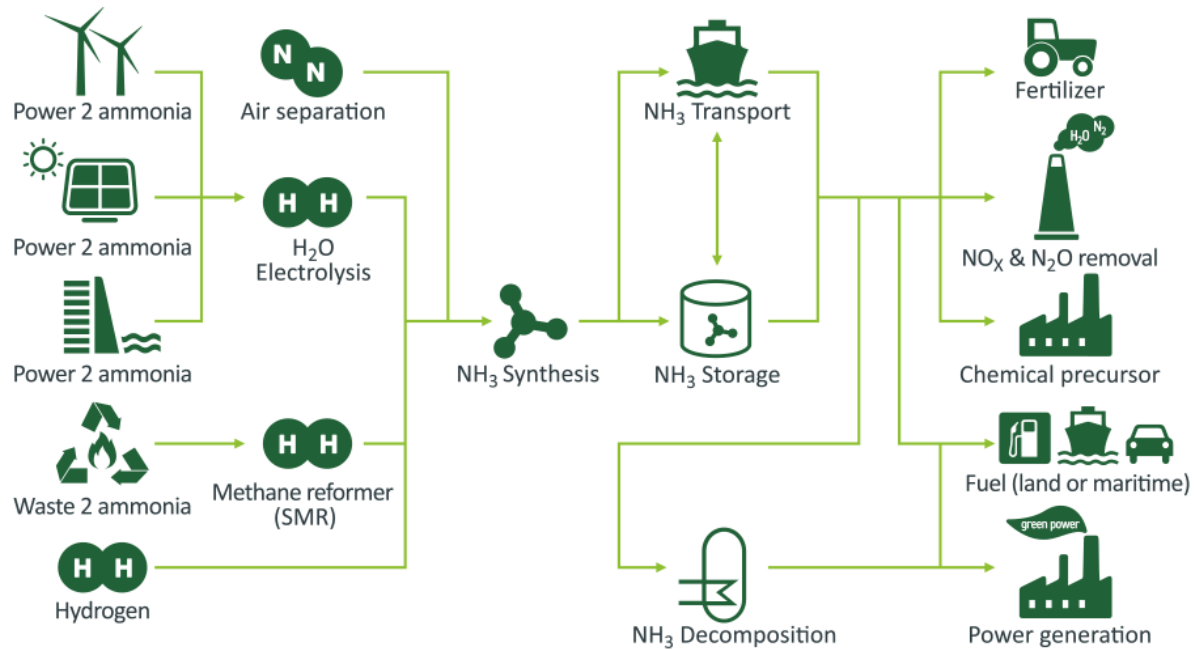 Power 2 ammonia
N
N
Air separation
NH₃ Transport
Fertilizer
Power 2 ammonia
H H
H₂O
Electrolysis
H₂O N₂
NOₓ & N₂O removal
Power 2 ammonia
NH₃ Synthesis
NH₃ Storage
Chemical precursor
Waste 2 ammonia
H H
Methane reformer
(SMR)
Fuel (land or maritime)
H H
Hydrogen
NH₃ Decomposition
green power
Power generation